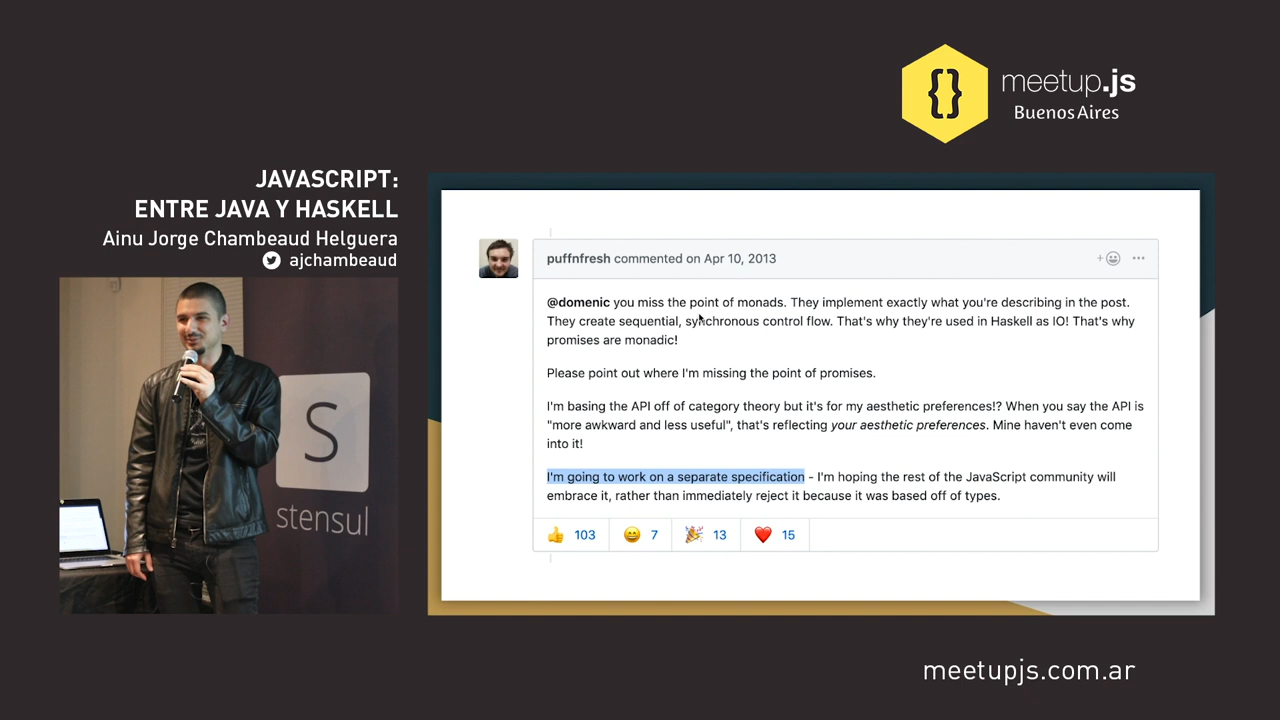 meetup.js
Buenos Aires
JAVASCRIPT:
ENTRE JAVA Y HASKELL
Ainu Jorge Chambeaud Helguera
ajchambeaud
S
stensul
puffnfresh commented on Apr 10, 2013
@domenic you miss the point of monads. They implement exactly what you're describing in the post.
They create sequential, synchronous control flow. That's why they're used in Haskell as IO! That's why
promises are monadic!
Please point out where I'm missing the point of promises.
I'm basing the API off of category theory but it's for my aesthetic preferences!? When you say the API is
"more awkward and less useful", that's reflecting your aesthetic preferences. Mine haven't even come
into it!
I'm going to work on a separate specification - I'm hoping the rest of the JavaScript community will
embrace it, rather than immediately reject it because it was based off of types.
103 7 13 15
meetupjs.com.ar